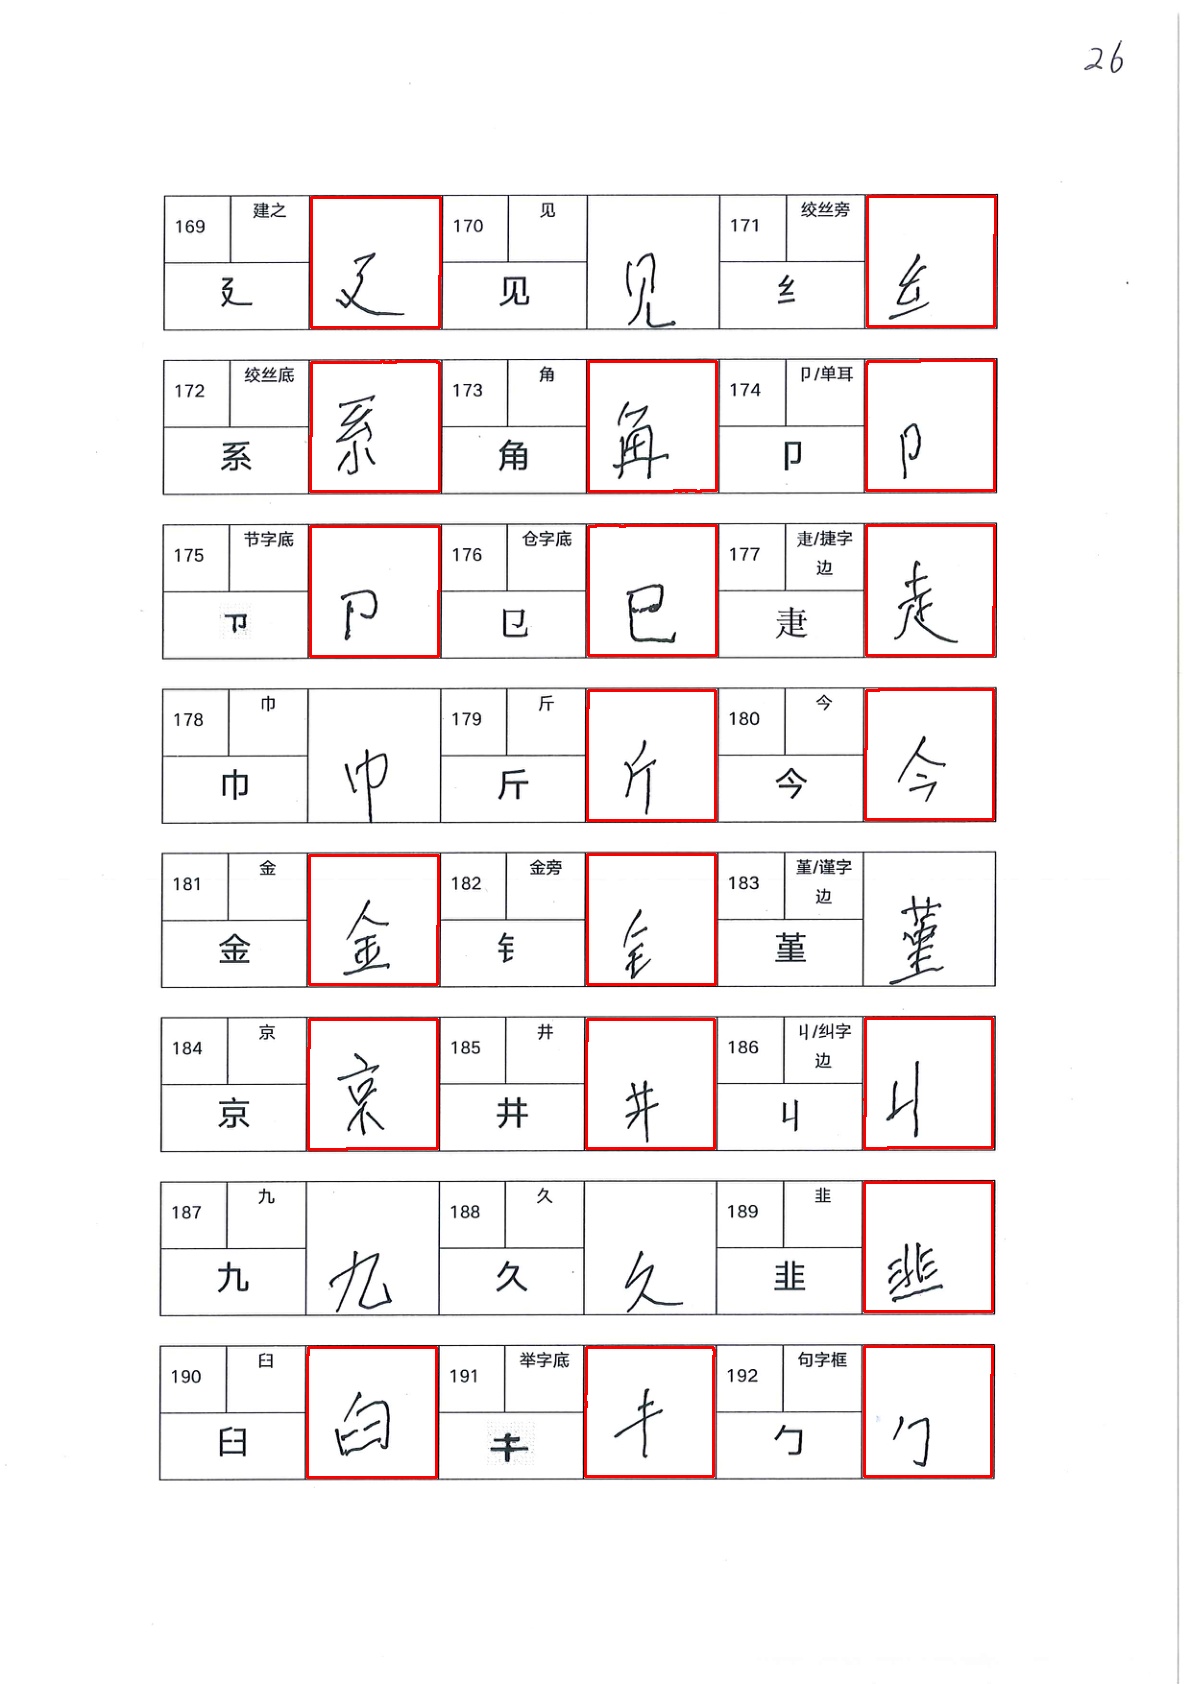 26
169 建之 廴 廴 170 见 见 见 171 绞丝旁 纟 纟
172 绞丝底 系 系 173 角 角 角 174 卩/单耳 卩 卩
175 节字底 卩 176 仓字底 㔾 巳 177 疌/捷字边 疌 走
178 巾 巾 巾 179 斤 斤 斤 180 今 今 今
181 金 金 金 182 金旁 钅 钅 183 堇/谨字边 堇 堇
184 京 京 京 185 井 井 井 186 丩/纠字边 丩 丩
187 九 九 九 188 久 久 久 189 韭 韭 韭
190 臼 臼 臼 191 举字底 192 句字框 勹 勹